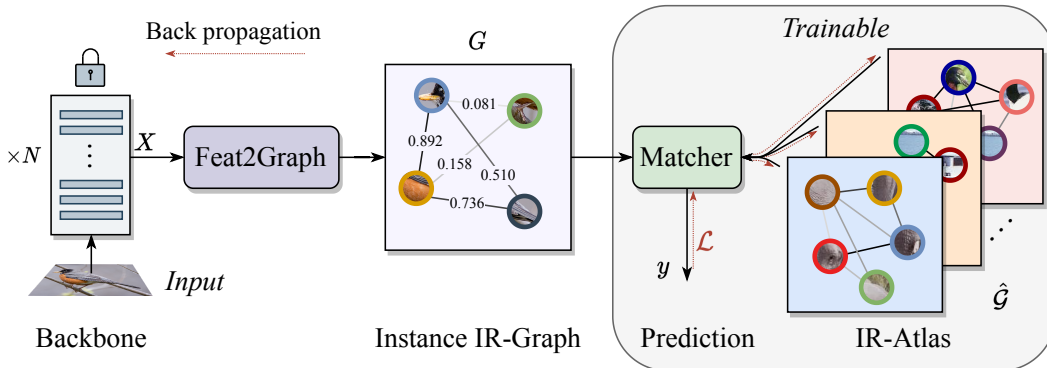 Back propagation
G
Trainable
×N
X
Feat2Graph
0.081
0.892
0.158
0.510
0.736
Matcher
ℒ
y
Input
𝒢̂
Backbone
Instance IR-Graph
Prediction
IR-Atlas